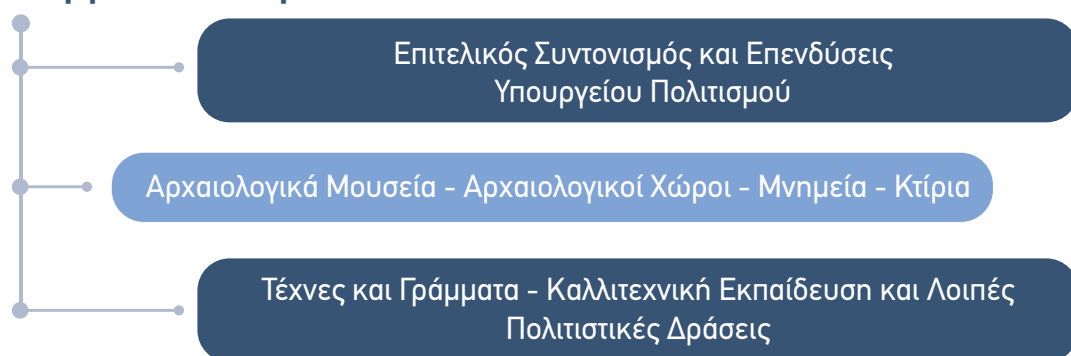 Επιτελικός Συντονισμός και Επενδύσεις
Υπουργείου Πολιτισμού
Αρχαιολογικά Μουσεία - Αρχαιολογικοί Χώροι - Μνημεία - Κτίρια
Τέχνες και Γράμματα - Καλλιτεχνική Εκπαίδευση και Λοιπές
Πολιτιστικές Δράσεις